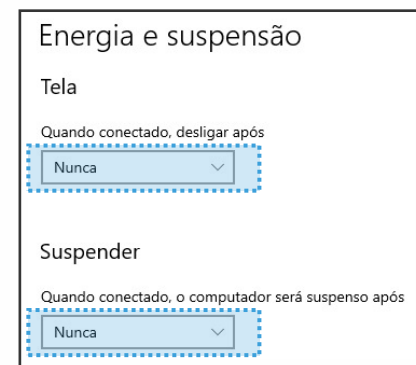 Energia e suspensão
Tela
Quando conectado, desligar após
Nunca
Suspender
Quando conectado, o computador será suspenso após
Nunca